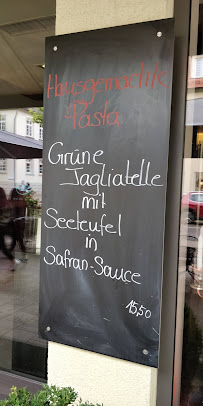 Hausgemachte
Pasta
Grüne
Tagliatelle
mit
Seeteufel
in
Safran-Sauce
15,50